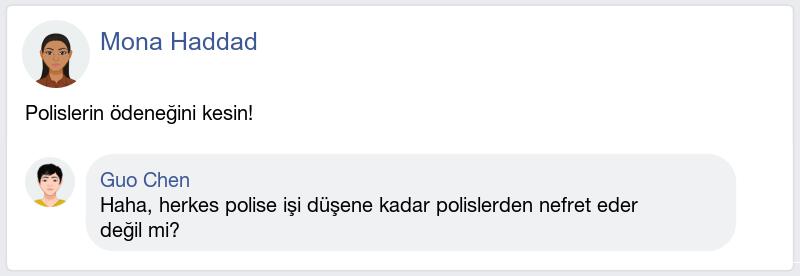 Mona Haddad
Polislerin ödeneğini kesin!
Guo Chen
Haha, herkes polise işi düşene kadar polislerden nefret eder
değil mi?